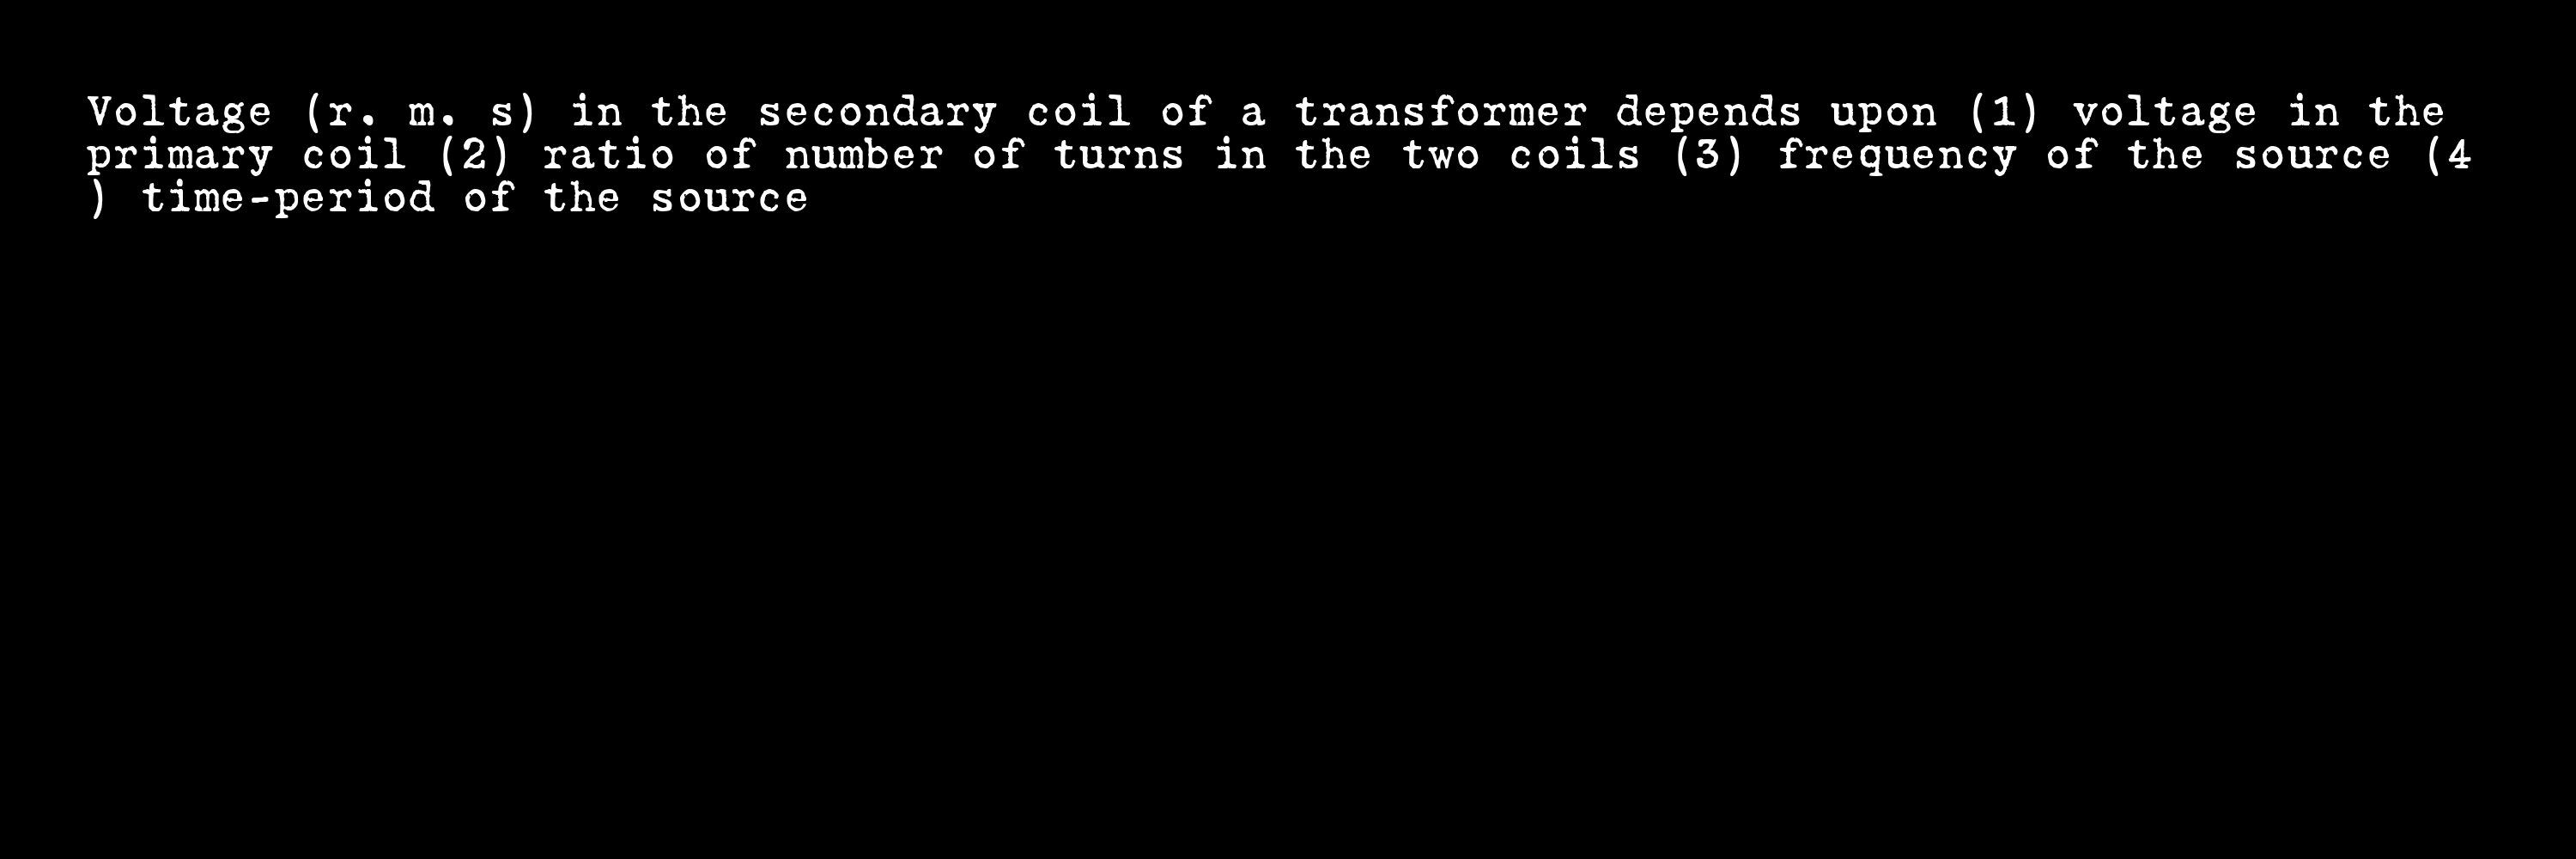 Voltage (r. m. s) in the secondary coil of a transformer depends upon (1) voltage in the
primary coil (2) ratio of number of turns in the two coils (3) frequency of the source (4
) time-period of the source